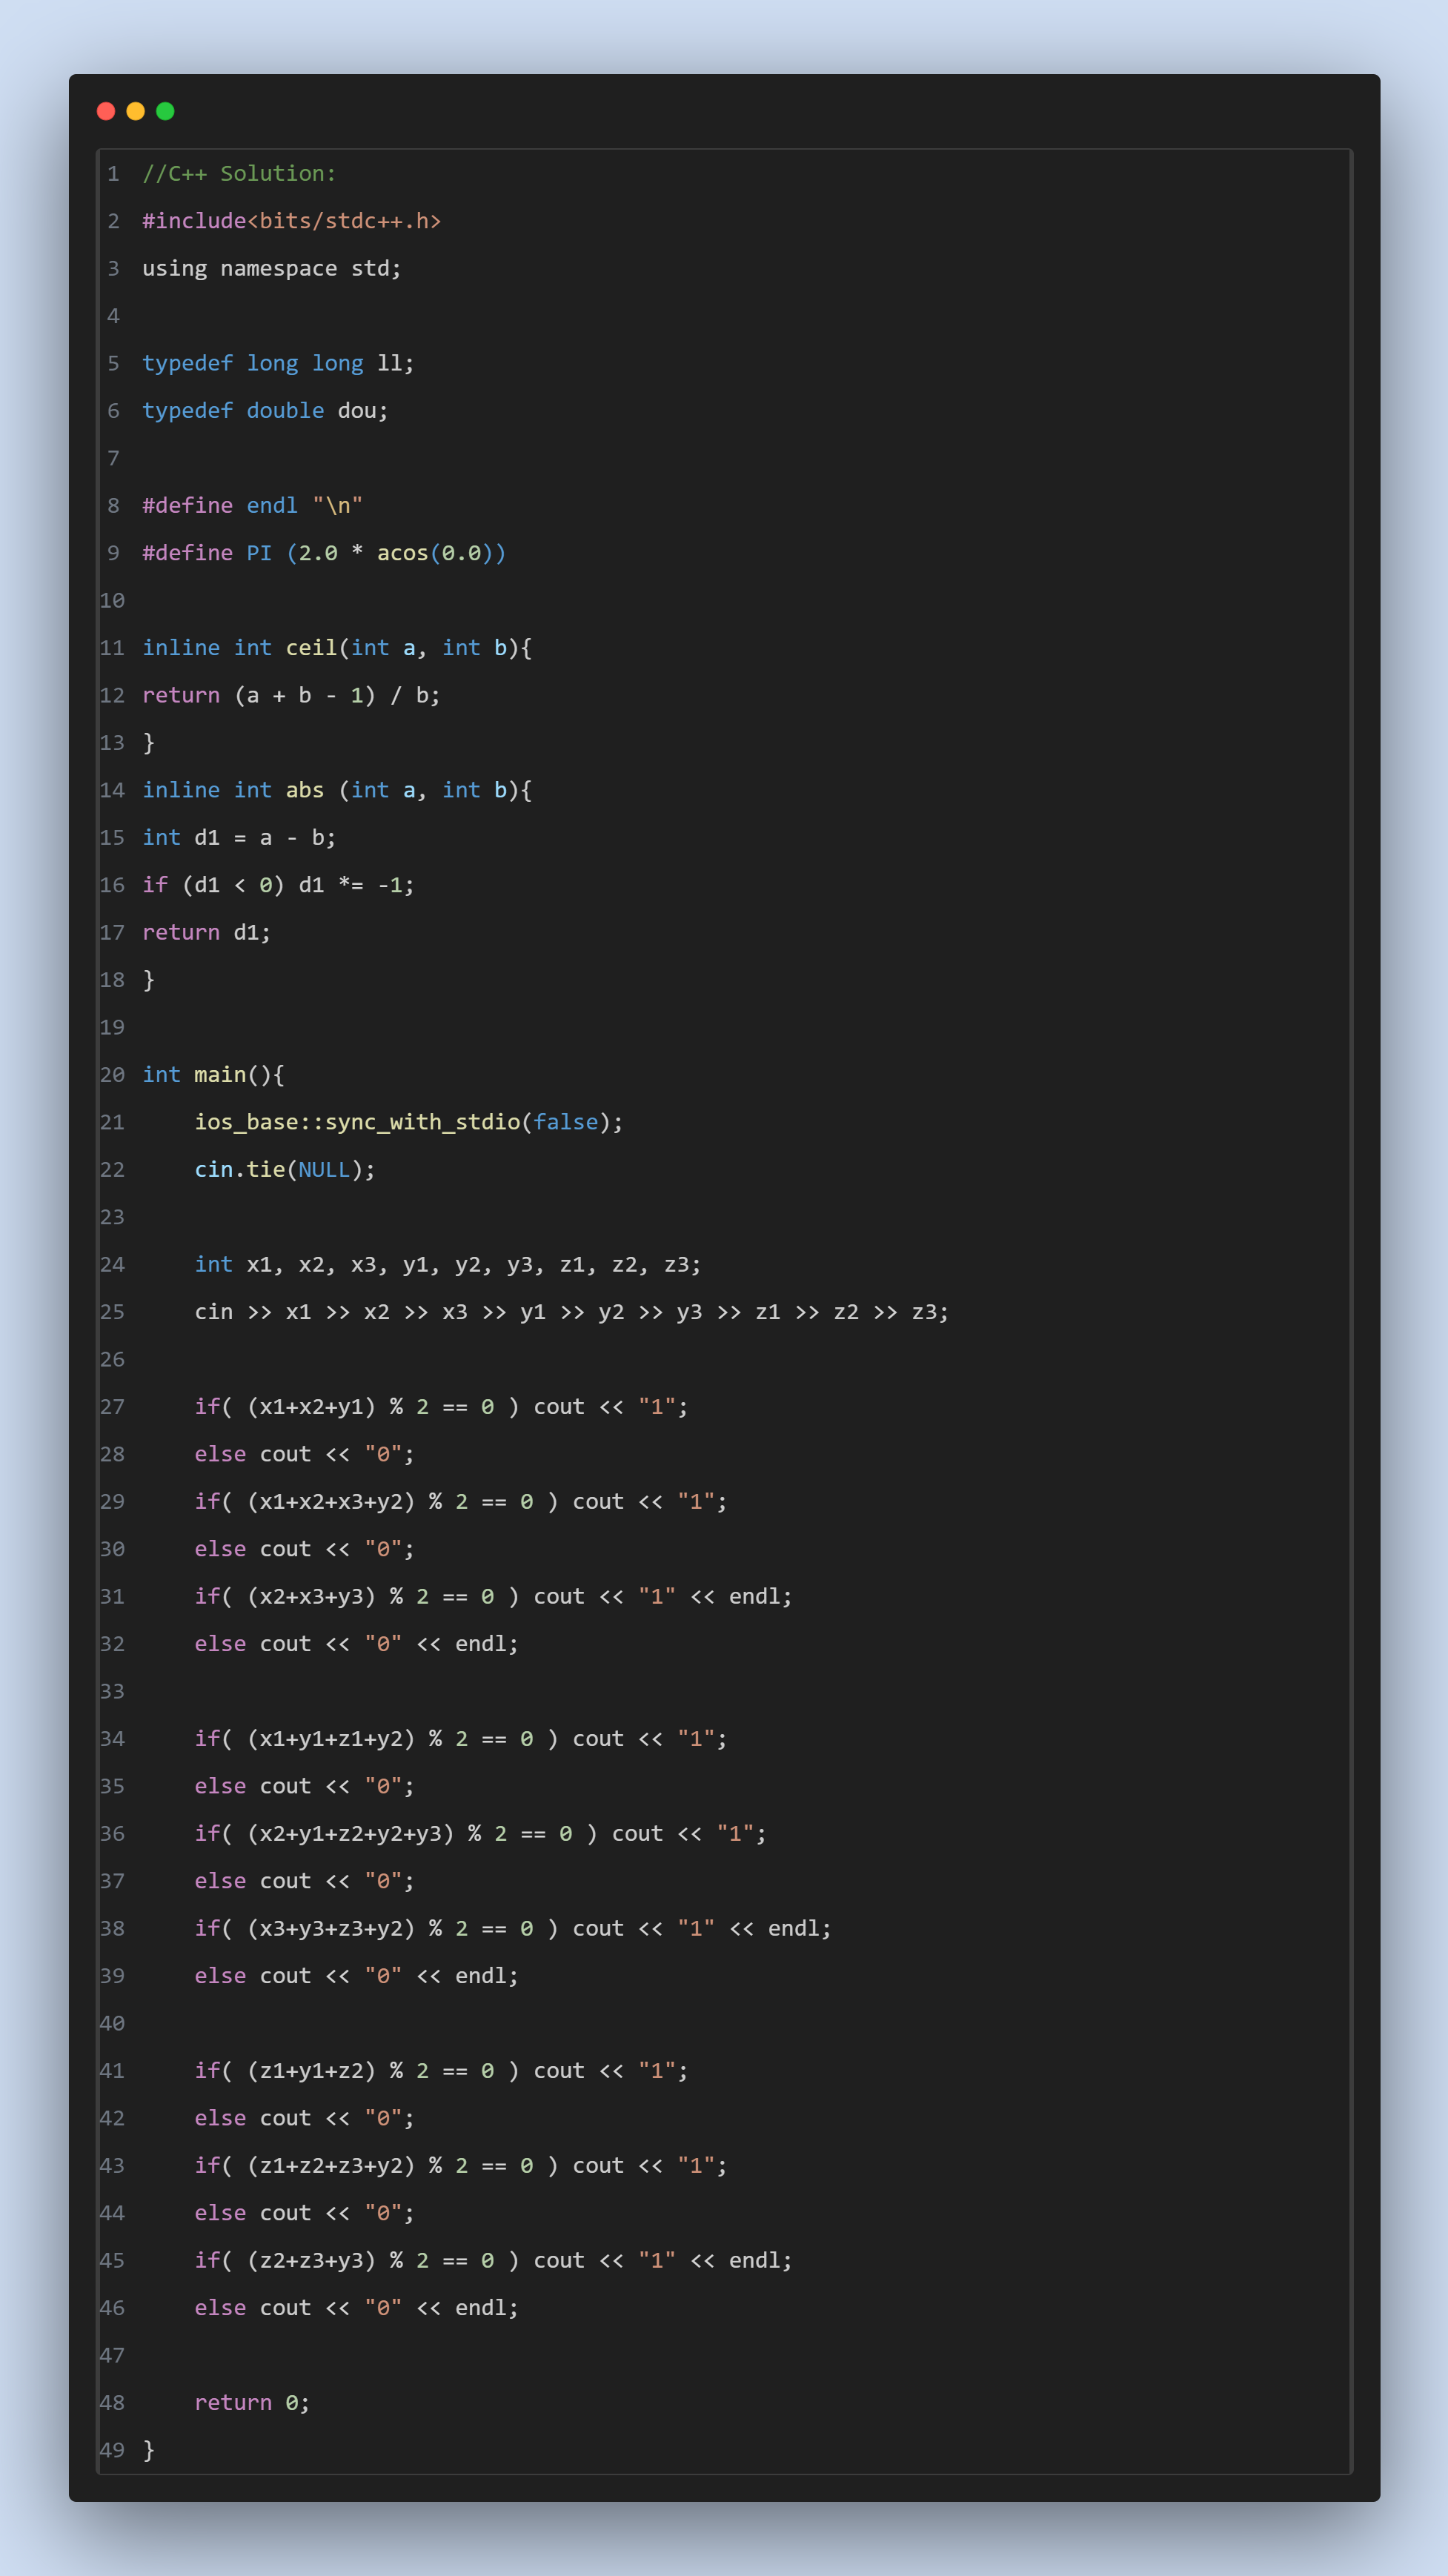 1 //C++ Solution:
2 #include<bits/stdc++.h>
3 using namespace std;
4
5 typedef long long ll;
6 typedef double dou;
7
8 #define endl "\n"
9 #define PI (2.0 * acos(0.0))
10
11 inline int ceil(int a, int b){
12 return (a + b - 1) / b;
13 }
14 inline int abs (int a, int b){
15 int d1 = a - b;
16 if (d1 < 0) d1 *= -1;
17 return d1;
18 }
19
20 int main(){
21     ios_base::sync_with_stdio(false);
22     cin.tie(NULL);
23
24     int x1, x2, x3, y1, y2, y3, z1, z2, z3;
25     cin >> x1 >> x2 >> x3 >> y1 >> y2 >> y3 >> z1 >> z2 >> z3;
26
27     if( (x1+x2+y1) % 2 == 0 ) cout << "1";
28     else cout << "0";
29     if( (x1+x2+x3+y2) % 2 == 0 ) cout << "1";
30     else cout << "0";
31     if( (x2+x3+y3) % 2 == 0 ) cout << "1" << endl;
32     else cout << "0" << endl;
33
34     if( (x1+y1+z1+y2) % 2 == 0 ) cout << "1";
35     else cout << "0";
36     if( (x2+y1+z2+y2+y3) % 2 == 0 ) cout << "1";
37     else cout << "0";
38     if( (x3+y3+z3+y2) % 2 == 0 ) cout << "1" << endl;
39     else cout << "0" << endl;
40
41     if( (z1+y1+z2) % 2 == 0 ) cout << "1";
42     else cout << "0";
43     if( (z1+z2+z3+y2) % 2 == 0 ) cout << "1";
44     else cout << "0";
45     if( (z2+z3+y3) % 2 == 0 ) cout << "1" << endl;
46     else cout << "0" << endl;
47
48     return 0;
49 }